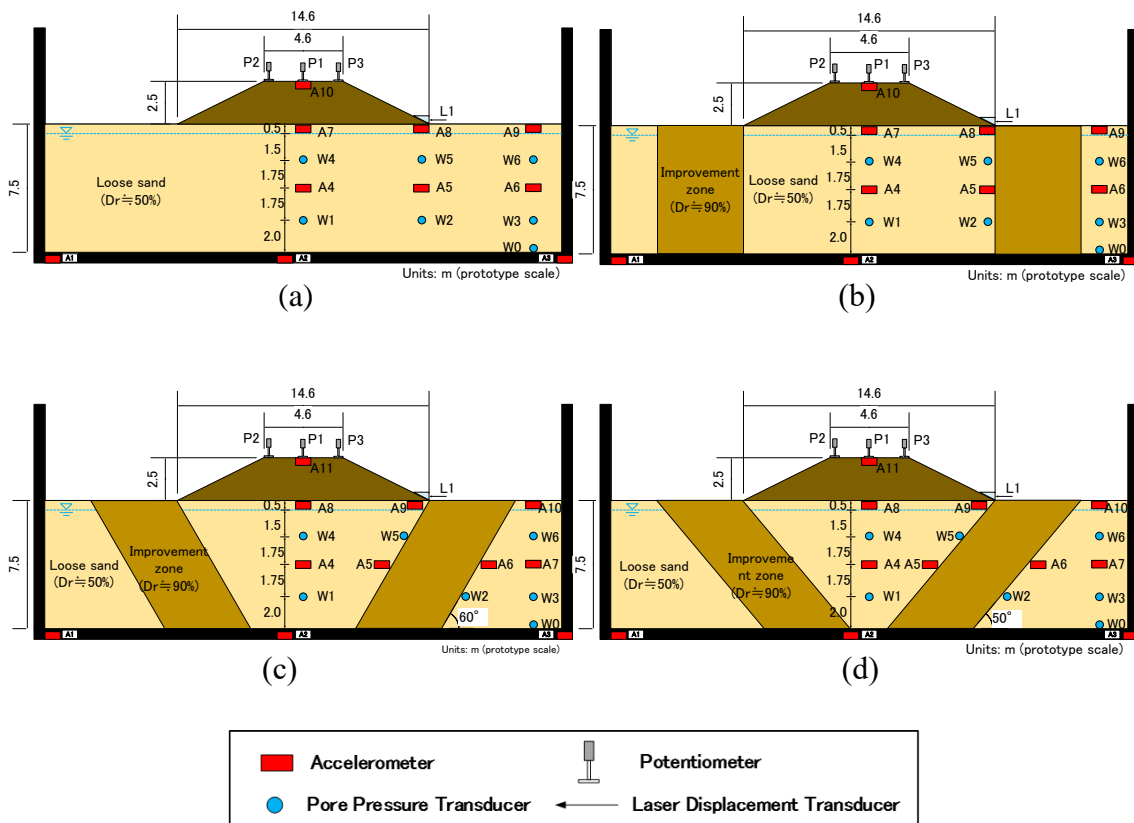 14.6
4.6
P2 P1 P3
2.5
A10
L1
0.5 A7 A8 A9
1.5
W4 W5 W6
7.5
Loose sand
(Dr≒50%)
1.75
A4 A5 A6
1.75
W1 W2 W3
2.0
W0
A1 A2 A3
Units: m (prototype scale)
(a)
14.6
4.6
P2 P1 P3
2.5
A10
L1
0.5 A7 A8 A9
1.5
W4 W5 W6
7.5
Improvement
zone
(Dr≒90%)
Loose sand
(Dr≒50%)
1.75
A4 A5 A6
1.75
W1 W2 W3
2.0
W0
A1 A2 A3
Units: m (prototype scale)
(b)
14.6
4.6
P2 P1 P3
2.5
A11
L1
0.5 A8 A9 A10
1.5
W4 W5 W6
7.5
Loose sand
(Dr≒50%)
Improvement
zone
(Dr≒90%)
1.75
A4 A5 A6 A7
1.75
W1 W2 W3
2.0
60°
W0
A1 A2 A3
Units: m (prototype scale)
(c)
14.6
4.6
P2 P1 P3
2.5
A11
L1
0.5 A8 A9 A10
1.5
W4 W5 W6
7.5
Loose sand
(Dr≒50%)
Improveme
nt zone
(Dr≒90%)
1.75
A4 A5 A6 A7
1.75
W1 W2 W3
2.0
50°
W0
A1 A2 A3
Units: m (prototype scale)
(d)
Accelerometer Potentiometer
Pore Pressure Transducer Laser Displacement Transducer